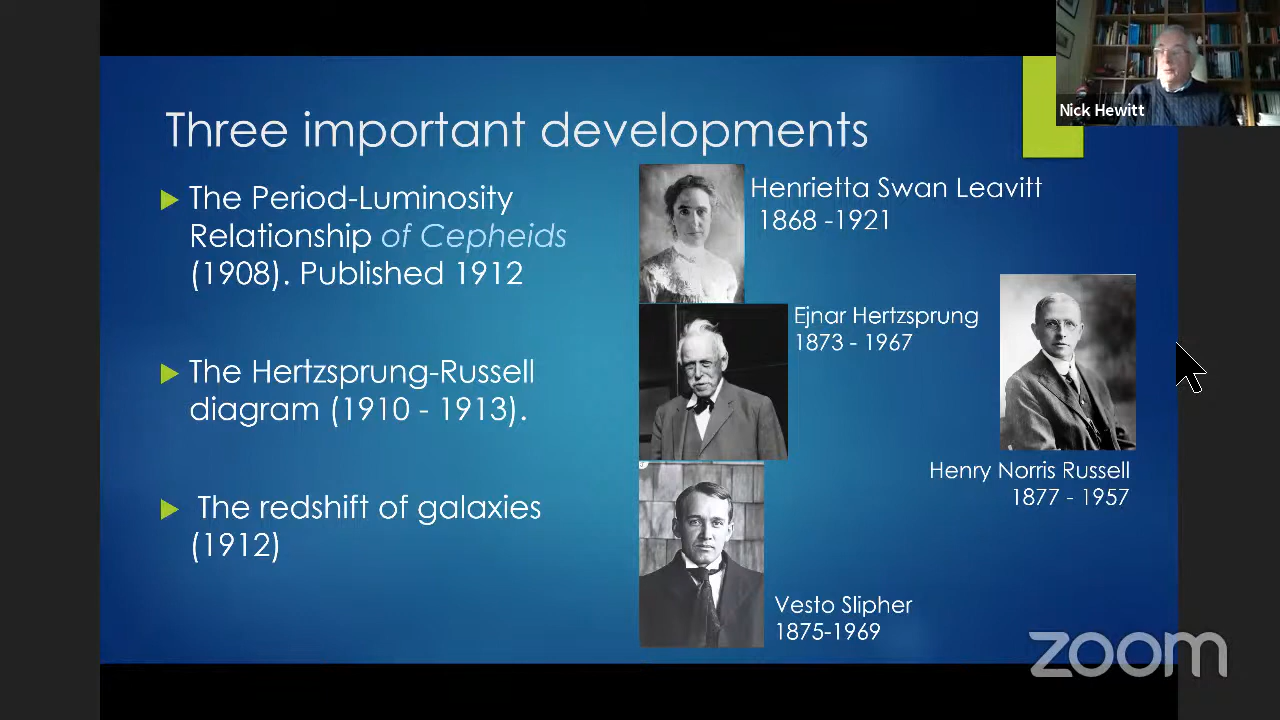 Nick Hewitt
Three important developments
The Period-Luminosity
Relationship of Cepheids
(1908). Published 1912
The Hertzsprung-Russell
diagram (1910 - 1913).
The redshift of galaxies
(1912)
Henrietta Swan Leavitt
1868 -1921
Ejnar Hertzsprung
1873 - 1967
Henry Norris Russell
1877 - 1957
Vesto Slipher
1875-1969
zoom